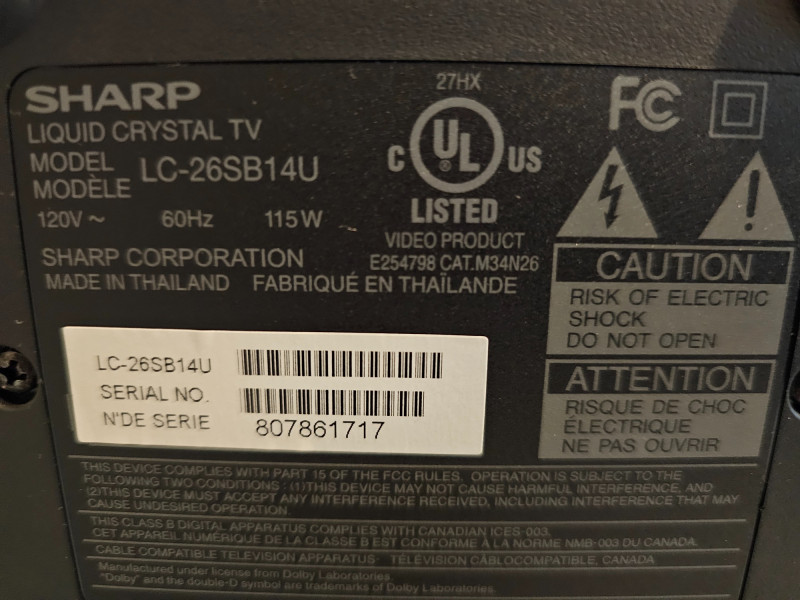 SHARP
LIQUID CRYSTAL TV
MODEL
MODÈLE
LC-26SB14U
120V ~ 60Hz 115W
SHARP CORPORATION
MADE IN THAILAND FABRIQUÉ EN THAÏLANDE
27HX
C UL US
®
LISTED
VIDEO PRODUCT
E254798 CAT.M34N26
FC
CAUTION
RISK OF ELECTRIC
SHOCK
DO NOT OPEN
ATTENTION
RISQUE DE CHOC
ÉLECTRIQUE
NE PAS OUVRIR
LC-26SB14U
SERIAL NO.
N'DE SERIE
807861717
THIS DEVICE COMPLIES WITH PART 15 OF THE FCC RULES. OPERATION IS SUBJECT TO THE
FOLLOWING TWO CONDITIONS : (1)THIS DEVICE MAY NOT CAUSE HARMFUL INTERFERENCE, AND
(2)THIS DEVICE MUST ACCEPT ANY INTERFERENCE RECEIVED, INCLUDING INTERFERENCE THAT MAY
CAUSE UNDESIRED OPERATION.
THIS CLASS B DIGITAL APPARATUS COMPLIES WITH CANADIAN ICES-003.
CET APPAREIL NUMÉRIQUE DE LA CLASSE B EST CONFORME À LA NORME NMB-003 DU CANADA.
CABLE COMPATIBLE TELEVISION APPARATUS- TÉLÉVISION CÂBLOCOMPATIBLE, CANADA
Manufactured under license from Dolby Laboratories.
"Dolby" and the double-D symbol are trademarks of Dolby Laboratories.